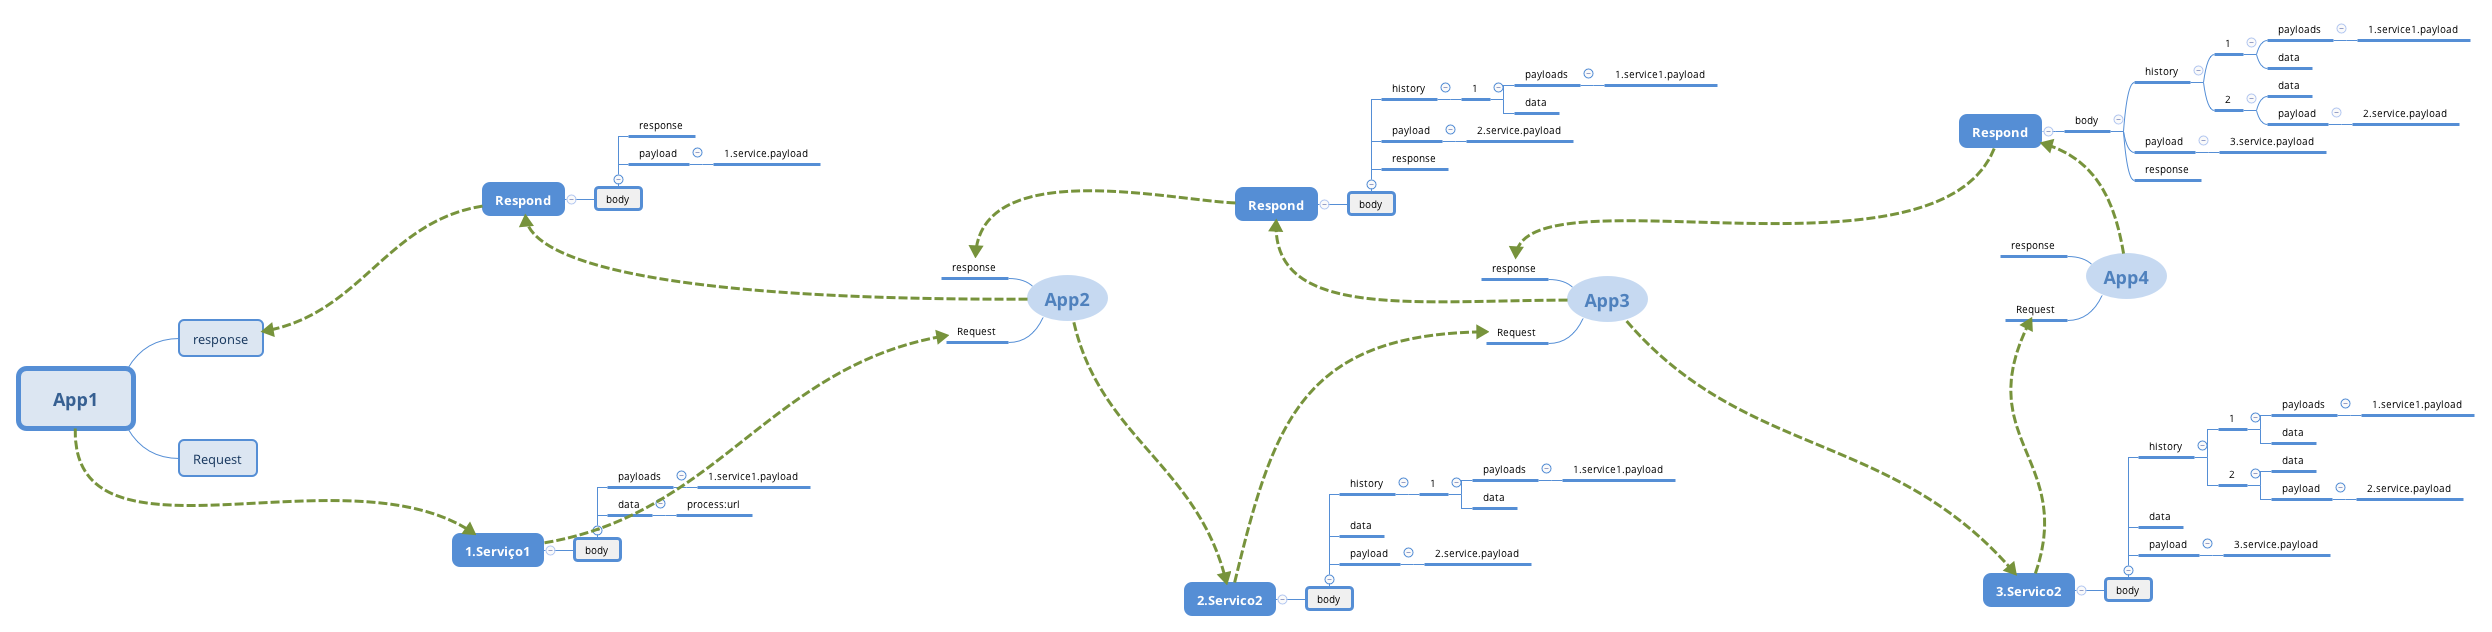 App1
response
Request
Respond
body
response
payload
1.service.payload
1.Serviço1
body
payloads
1.service1.payload
data
process:url
App2
response
Request
Respond
body
history
1
payloads
1.service1.payload
data
payload
2.service.payload
response
2.Servico2
body
history
1
payloads
1.service1.payload
data
data
payload
2.service.payload
App3
response
Request
Respond
body
history
1
payloads
1.service1.payload
data
2
data
payload
2.service.payload
payload
3.service.payload
response
App4
response
Request
3.Servico2
body
history
1
payloads
1.service1.payload
data
2
data
payload
2.service.payload
data
payload
3.service.payload